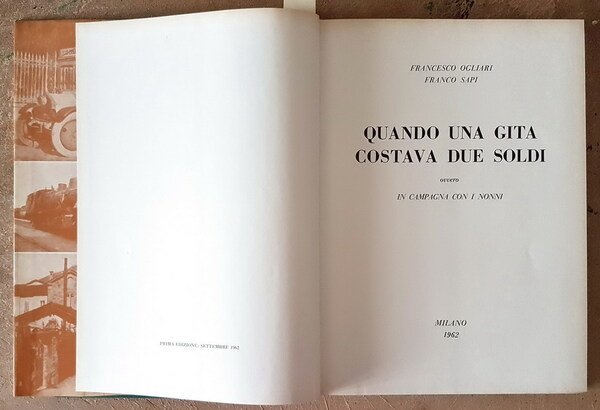 PRIMA EDIZIONE: SETTEMBRE 1962
FRANCESCO OGLIARI
FRANCO SAPI
QUANDO UNA GITA
COSTAVA DUE SOLDI
ovvero
IN CAMPAGNA CON I NONNI
MILANO
1962